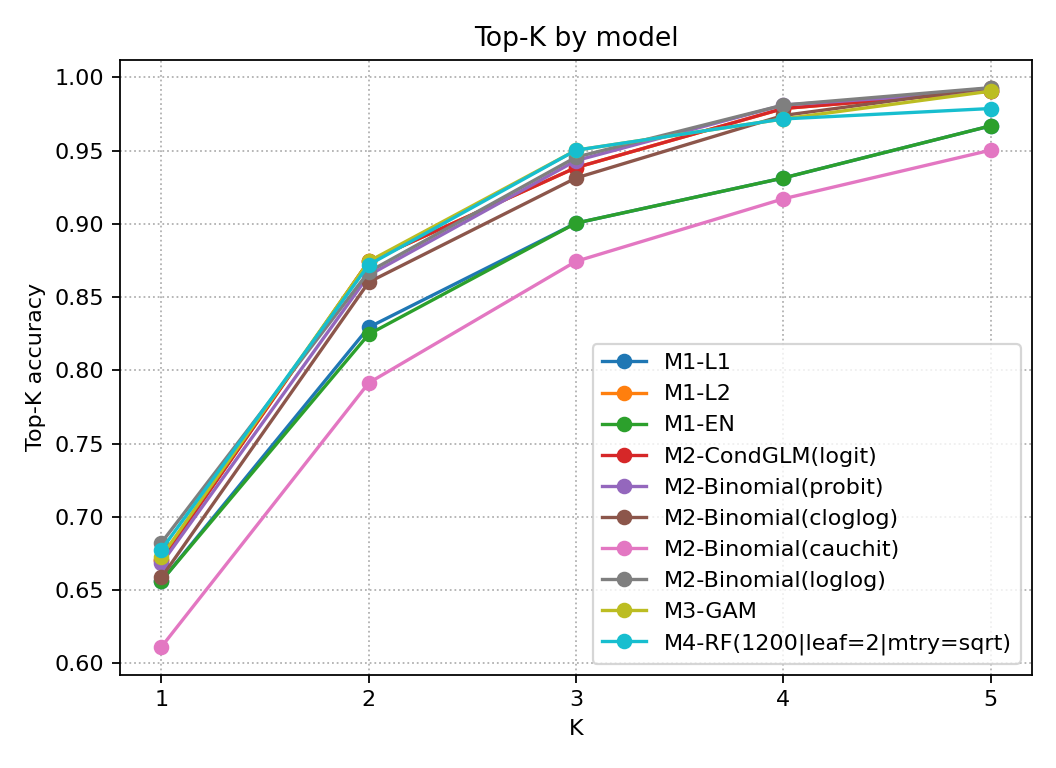 Top-K by model
Top-K accuracy
1.00
0.95
0.90
0.85
0.80
0.75
0.70
0.65
0.60
M1-L1
M1-L2
M1-EN
M2-CondGLM(logit)
M2-Binomial(probit)
M2-Binomial(cloglog)
M2-Binomial(cauchit)
M2-Binomial(loglog)
M3-GAM
M4-RF(1200|leaf=2|mtry=sqrt)
1 2 3 4 5
K